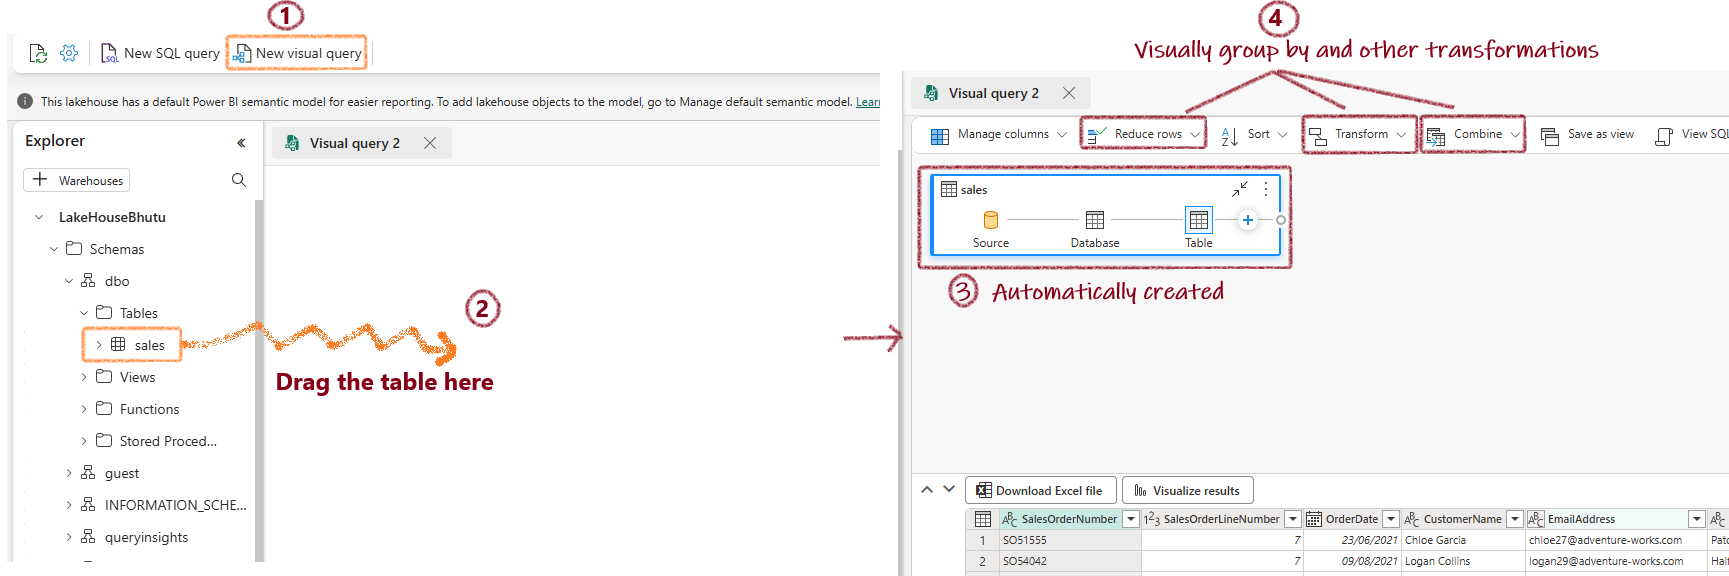 1
New SQL query
New visual query
This lakehouse has a default Power BI semantic model for easier reporting. To add lakehouse objects to the model, go to Manage default semantic model. Learn
Explorer
Visual query 2
+ Warehouses
LakeHouseBhutu
Schemas
dbo
Tables
sales
Views
Functions
Stored Proced...
guest
INFORMATION_SCHE...
queryinsights
2
Drag the table here
4
Visually group by and other transformations
Visual query 2
Manage columns
Reduce rows
Sort
Transform
Combine
Save as view
View SQL
sales
Source
Database
Table
3 Automatically created
Download Excel file
Visualize results
SalesOrderNumber
SalesOrderLineNumber
OrderDate
CustomerName
EmailAddress
1 SO51555 7 23/06/2021 Chloe Garcia chloe27@adventure-works.com
2 SO54042 7 09/08/2021 Logan Collins logan29@adventure-works.com